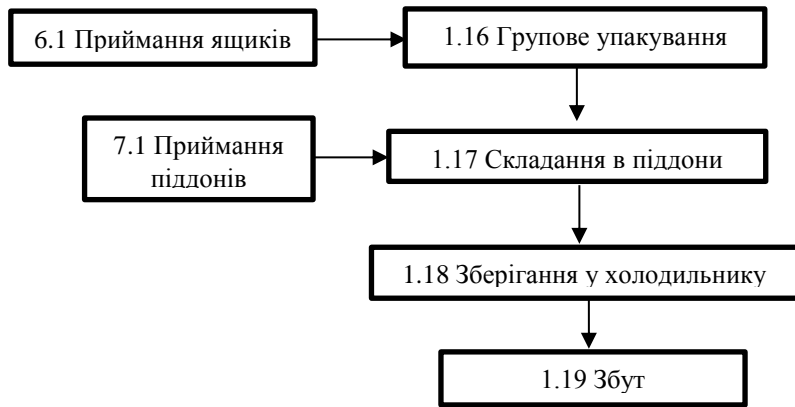 6.1 Приймання ящиків
1.16 Групове упакування
7.1 Приймання
піддонів
1.17 Складання в піддони
1.18 Зберігання у холодильнику
1.19 Збут